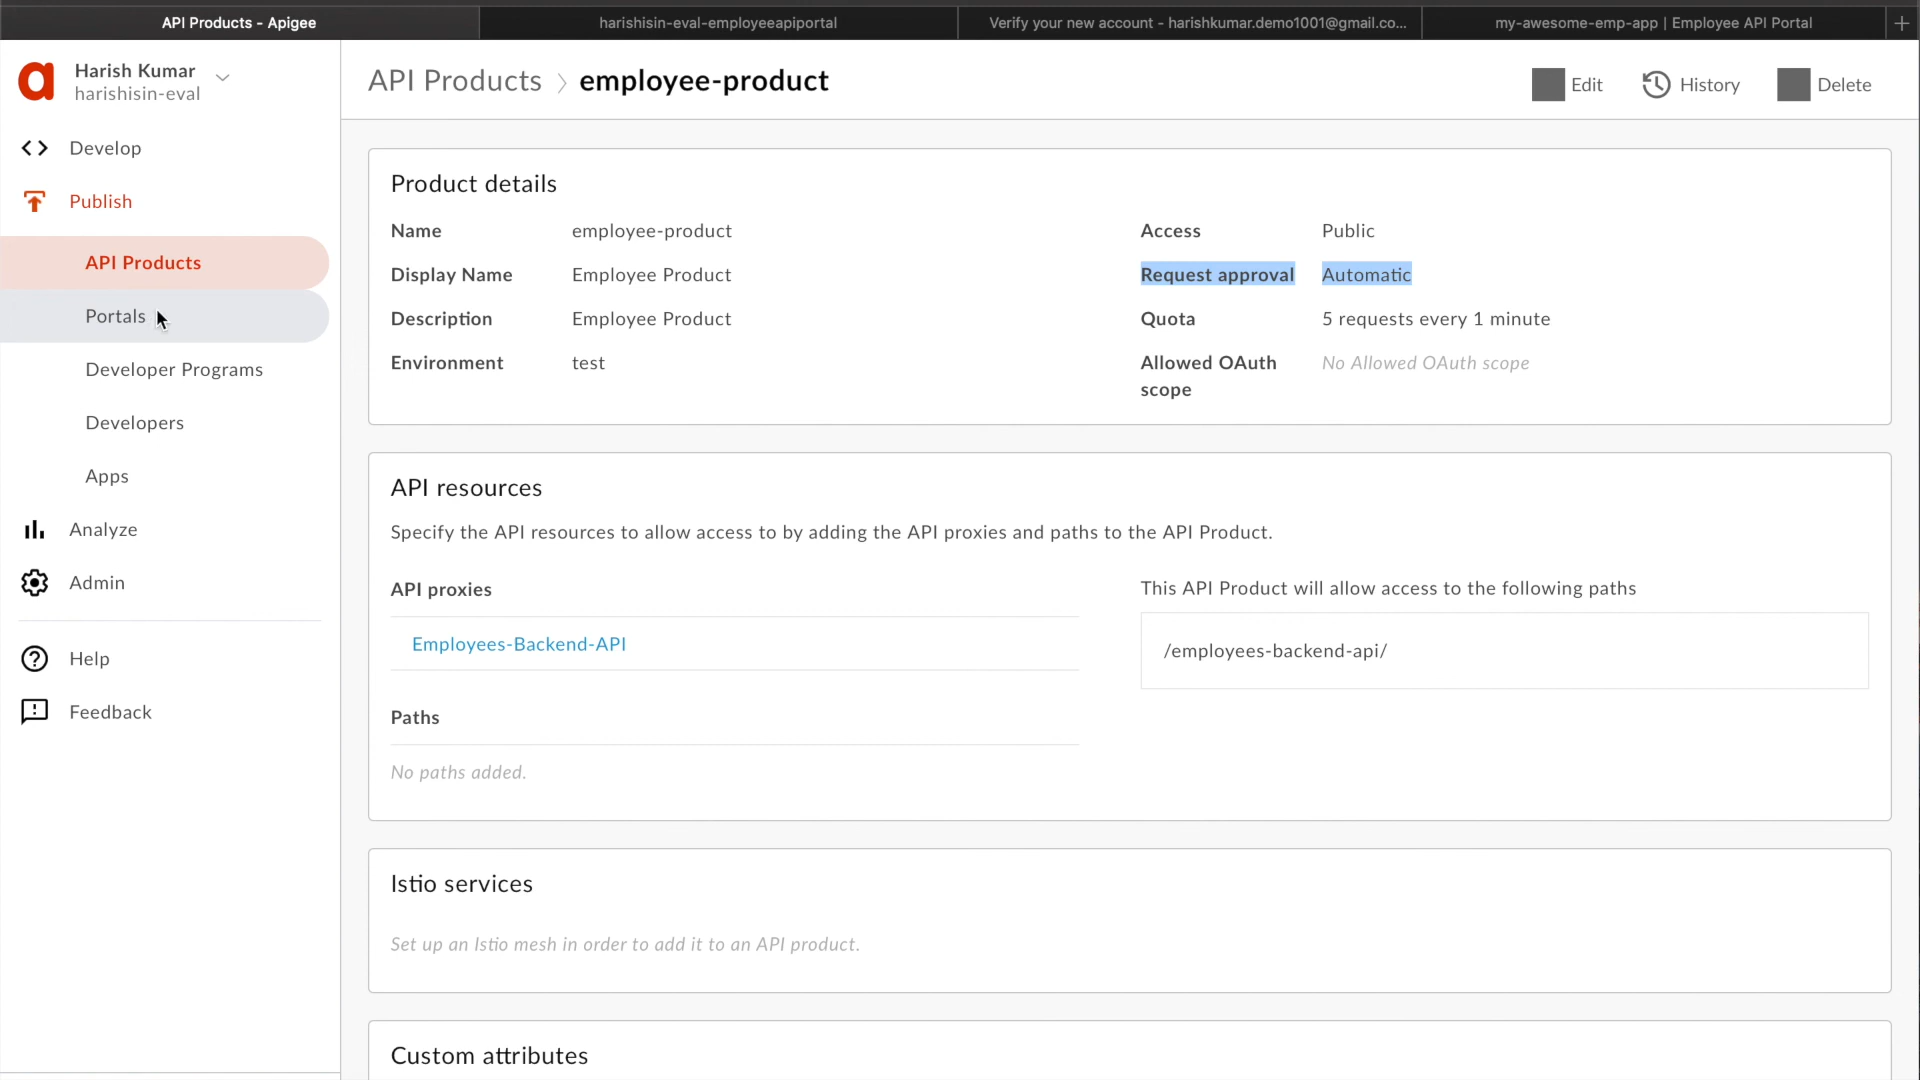 API Products - Apigee
harishisin-eval-employeeapiportal
Verify your new account - harishkumar.demo1001@gmail.co...
my-awesome-emp-app | Employee API Portal
Harish Kumar
harishisin-eval
Develop
Publish
API Products
Portals
Developer Programs
Developers
Apps
Analyze
Admin
Help
Feedback
API Products > employee-product
Edit
History
Delete
Product details
Name employee-product
Display Name Employee Product
Description Employee Product
Environment test
Access Public
Request approval Automatic
Quota 5 requests every 1 minute
Allowed OAuth No Allowed OAuth scope
scope
API resources
Specify the API resources to allow access to by adding the API proxies and paths to the API Product.
API proxies
Employees-Backend-API
Paths
No paths added.
This API Product will allow access to the following paths
/employees-backend-api/
Istio services
Set up an Istio mesh in order to add it to an API product.
Custom attributes